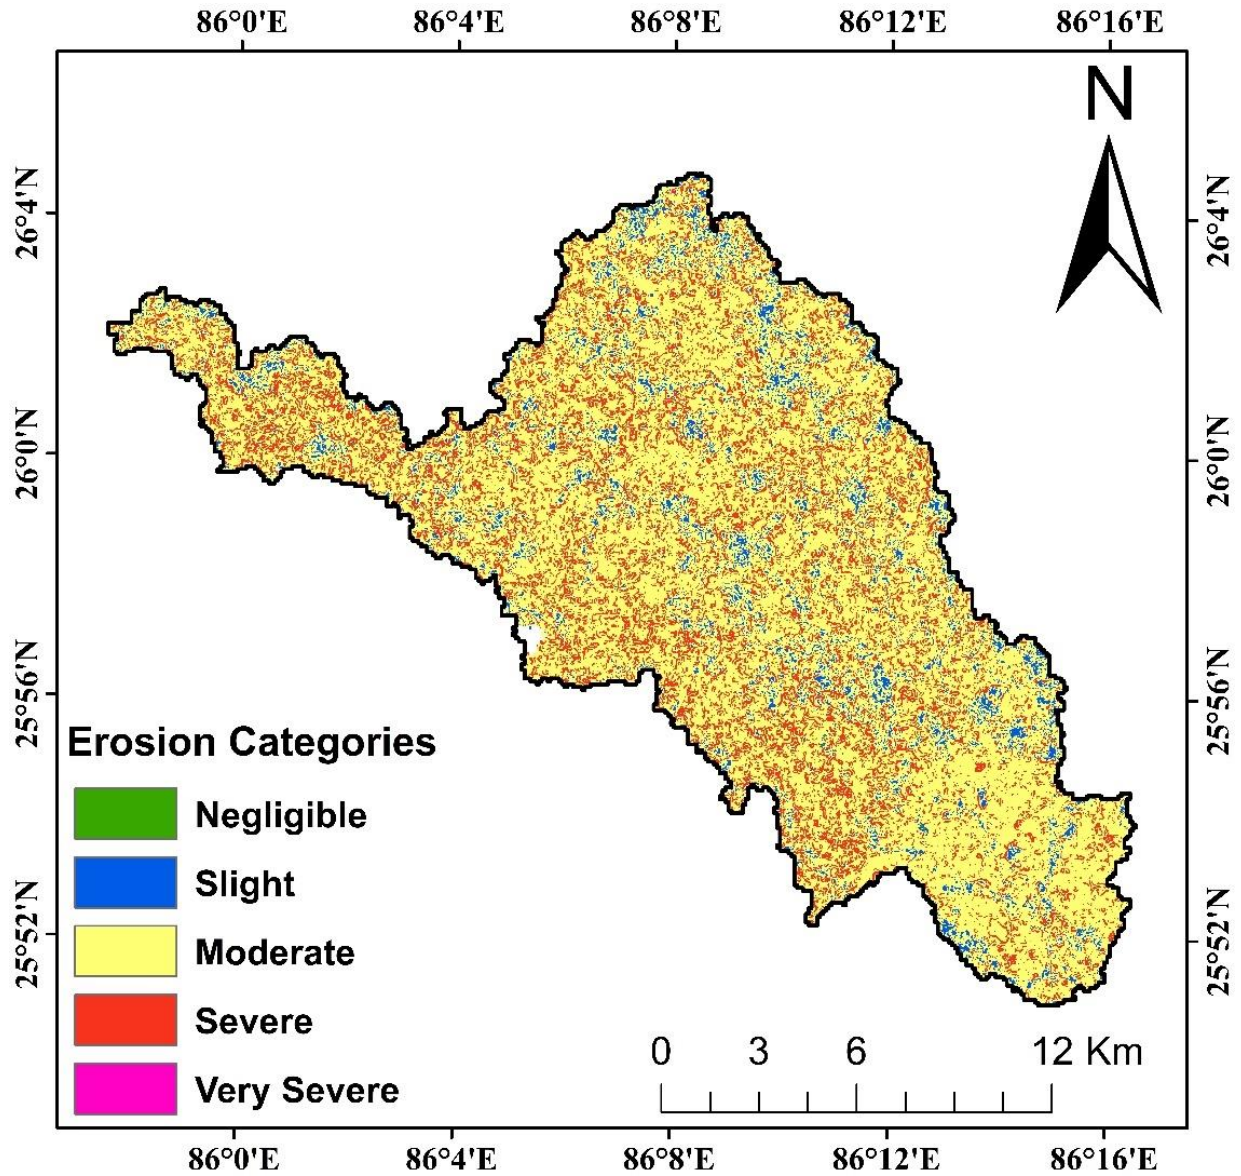 86°0'E 86°4'E 86°8'E 86°12'E 86°16'E
N
26°4'N 26°4'N
26°0'N 26°0'N
25°56'N 25°56'N
Erosion Categories
Negligible
Slight
Moderate
25°52'N 25°52'N
Severe
0 3 6 12 Km
Very Severe
86°0'E 86°4'E 86°8'E 86°12'E 86°16'E